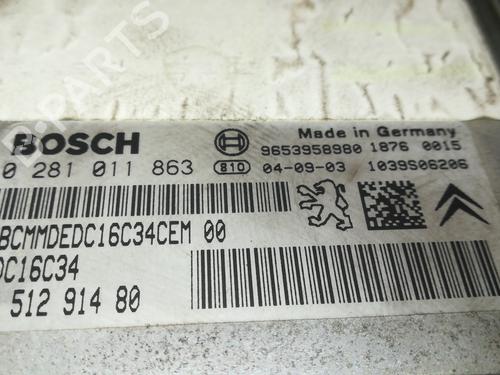 B-PARTS
BOSCH
Made in Germany
9653958980 1876 0015
0 281 011 863
810 04-09-03 1039S06206
BCMMDEDC16C34CEM 00
DC16C34
512 914 80